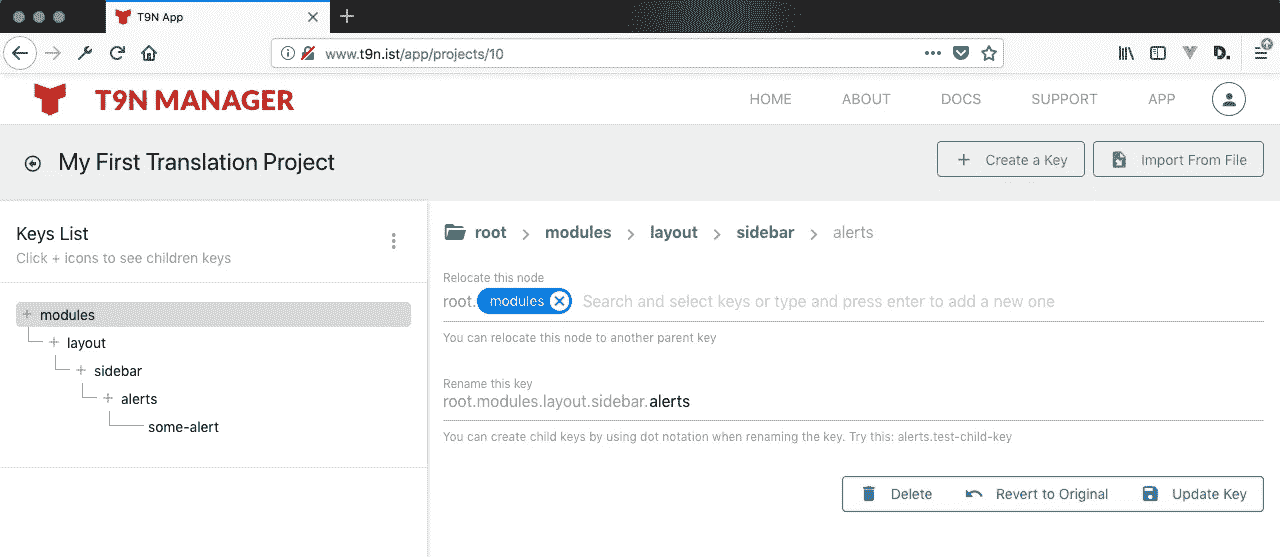 T9N App
www.t9n.ist/app/projects/10
T9N MANAGER
HOME
ABOUT
DOCS
SUPPORT
APP
My First Translation Project
+ Create a Key
Import From File
Keys List
Click + icons to see children keys
+ modules
+ layout
+ sidebar
+ alerts
some-alert
root > modules > layout > sidebar > alerts
Relocate this node
root. modules Search and select keys or type and press enter to add a new one
You can relocate this node to another parent key
Rename this key
root.modules.layout.sidebar.alerts
You can create child keys by using dot notation when renaming the key. Try this: alerts.test-child-key
Delete
Revert to Original
Update Key